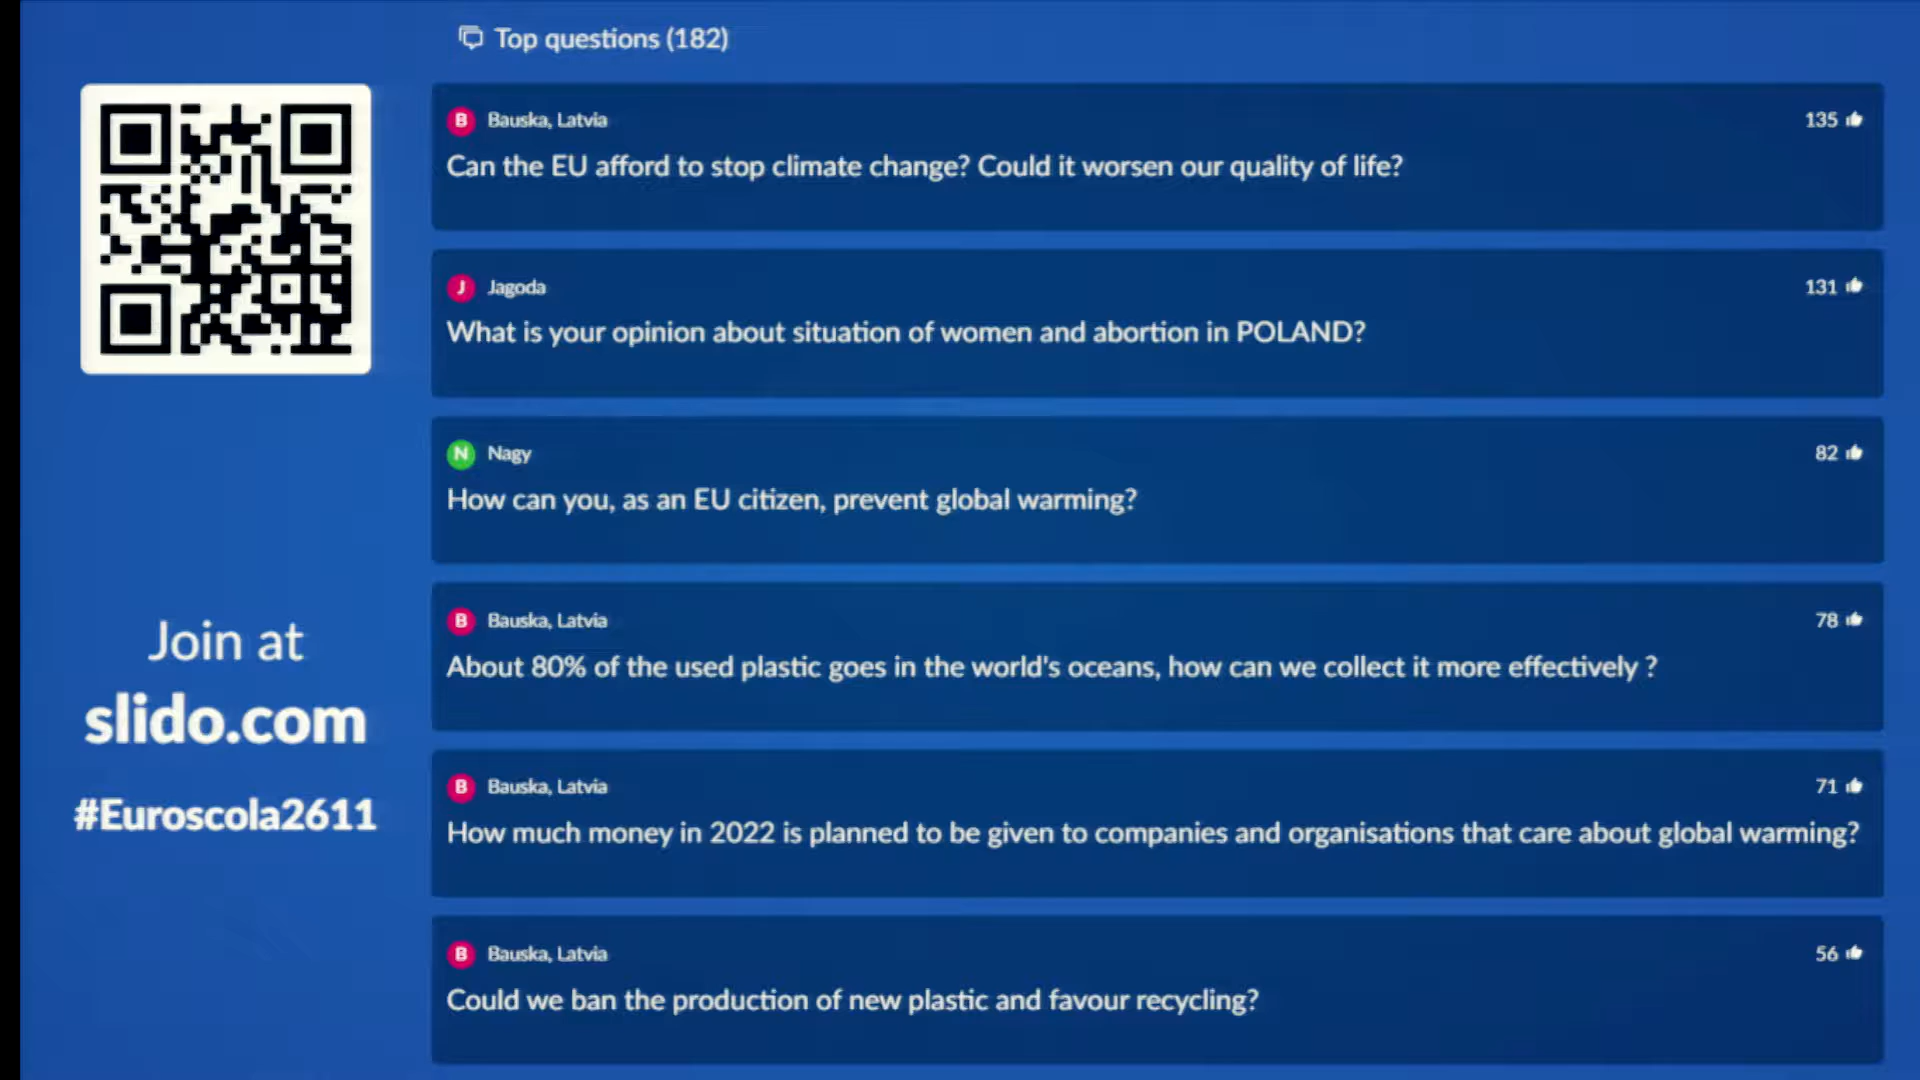 Top questions (182)
B Bauska, Latvia 135
Can the EU afford to stop climate change? Could it worsen our quality of life?
J Jagoda 131
What is your opinion about situation of women and abortion in POLAND?
N Nagy 82
How can you, as an EU citizen, prevent global warming?
B Bauska, Latvia 78
About 80% of the used plastic goes in the world's oceans, how can we collect it more effectively ?
B Bauska, Latvia 71
How much money in 2022 is planned to be given to companies and organisations that care about global warming?
B Bauska, Latvia 56
Could we ban the production of new plastic and favour recycling?
Join at
slido.com
#Euroscola2611